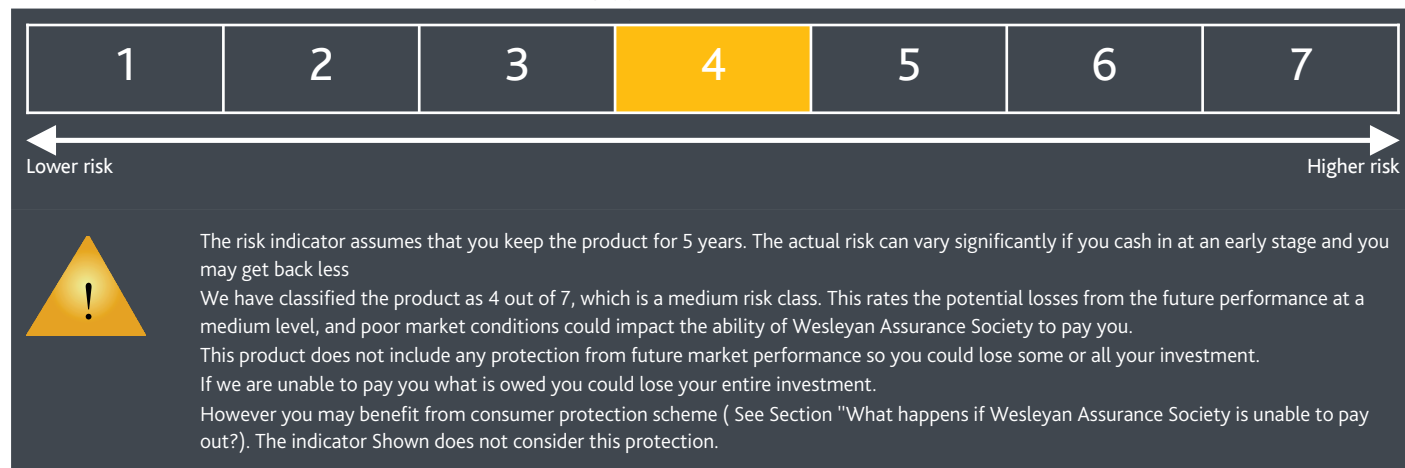 1 2 3 4 5 6 7
Lower risk Higher risk
!
The risk indicator assumes that you keep the product for 5 years. The actual risk can vary significantly if you cash in at an early stage and you
may get back less
We have classified the product as 4 out of 7, which is a medium risk class. This rates the potential losses from the future performance at a
medium level, and poor market conditions could impact the ability of Wesleyan Assurance Society to pay you.
This product does not include any protection from future market performance so you could lose some or all your investment.
If we are unable to pay you what is owed you could lose your entire investment.
However you may benefit from consumer protection scheme ( See Section "What happens if Wesleyan Assurance Society is unable to pay
out?). The indicator Shown does not consider this protection.